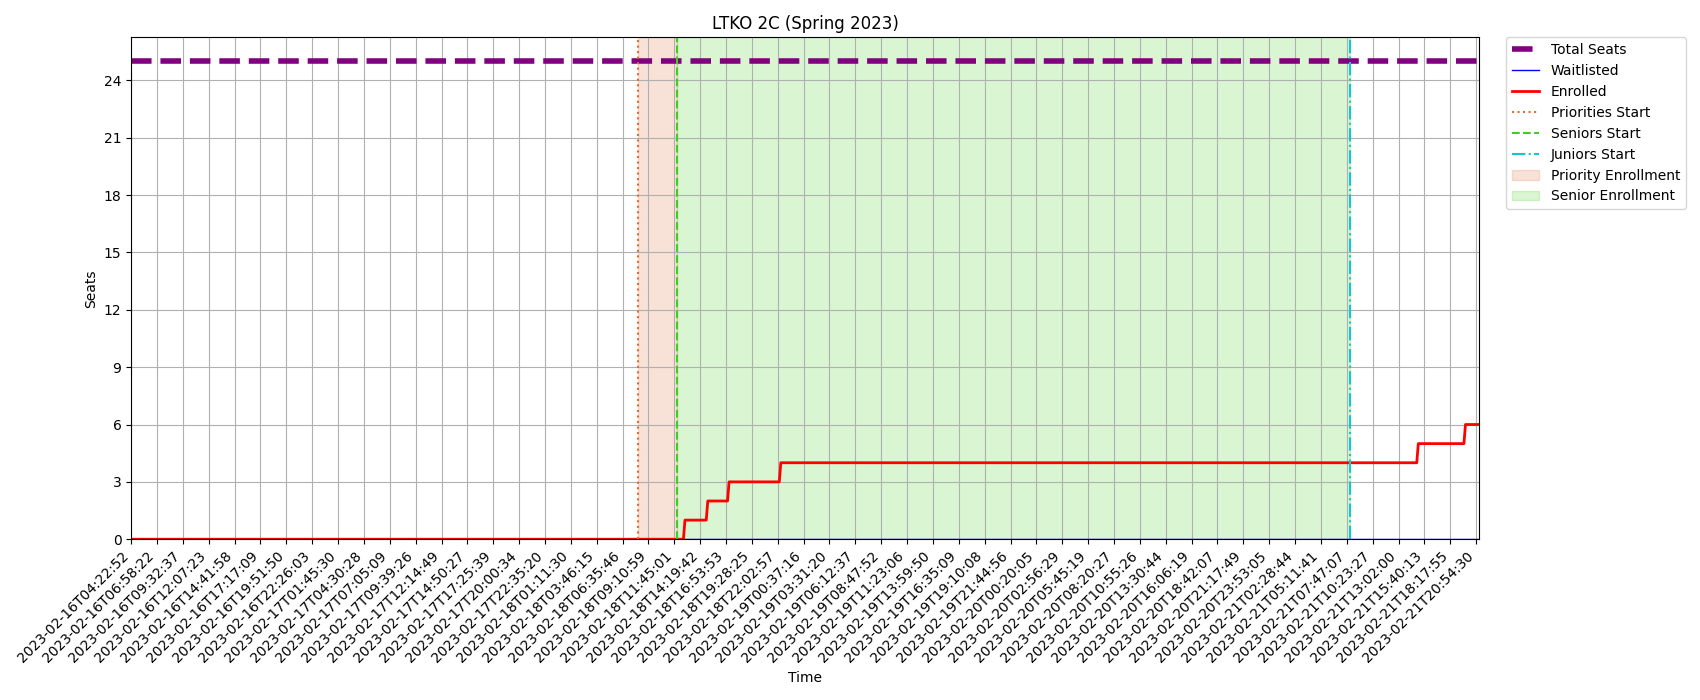 LTKO 2C (Spring 2023)
Total Seats
Waitlisted
Enrolled
Priorities Start
Seniors Start
Juniors Start
Priority Enrollment
Senior Enrollment
Seats
24
21
18
15
12
9
6
3
0
2023-02-16T04:22:52
2023-02-16T06:58:22
2023-02-16T09:32:37
2023-02-16T12:07:23
2023-02-16T14:41:58
2023-02-16T17:17:09
2023-02-16T19:51:50
2023-02-16T22:26:03
2023-02-17T01:45:30
2023-02-17T04:30:28
2023-02-17T07:05:09
2023-02-17T09:39:26
2023-02-17T12:14:49
2023-02-17T14:50:27
2023-02-17T17:25:39
2023-02-17T20:00:34
2023-02-17T22:35:20
2023-02-18T01:11:30
2023-02-18T03:46:15
2023-02-18T06:35:46
2023-02-18T09:10:59
2023-02-18T11:45:01
2023-02-18T14:19:42
2023-02-18T16:53:53
2023-02-18T19:28:25
2023-02-18T22:02:57
2023-02-19T00:37:16
2023-02-19T03:31:20
2023-02-19T06:12:37
2023-02-19T08:47:52
2023-02-19T11:23:06
2023-02-19T13:59:50
2023-02-19T16:35:09
2023-02-19T19:10:08
2023-02-19T21:44:56
2023-02-20T00:20:05
2023-02-20T02:56:29
2023-02-20T05:45:19
2023-02-20T08:20:27
2023-02-20T10:55:26
2023-02-20T13:30:44
2023-02-20T16:06:19
2023-02-20T18:42:07
2023-02-20T21:17:49
2023-02-20T23:53:05
2023-02-21T02:28:44
2023-02-21T05:11:41
2023-02-21T07:47:07
2023-02-21T10:23:27
2023-02-21T13:02:00
2023-02-21T15:40:13
2023-02-21T18:17:55
2023-02-21T20:54:30
Time